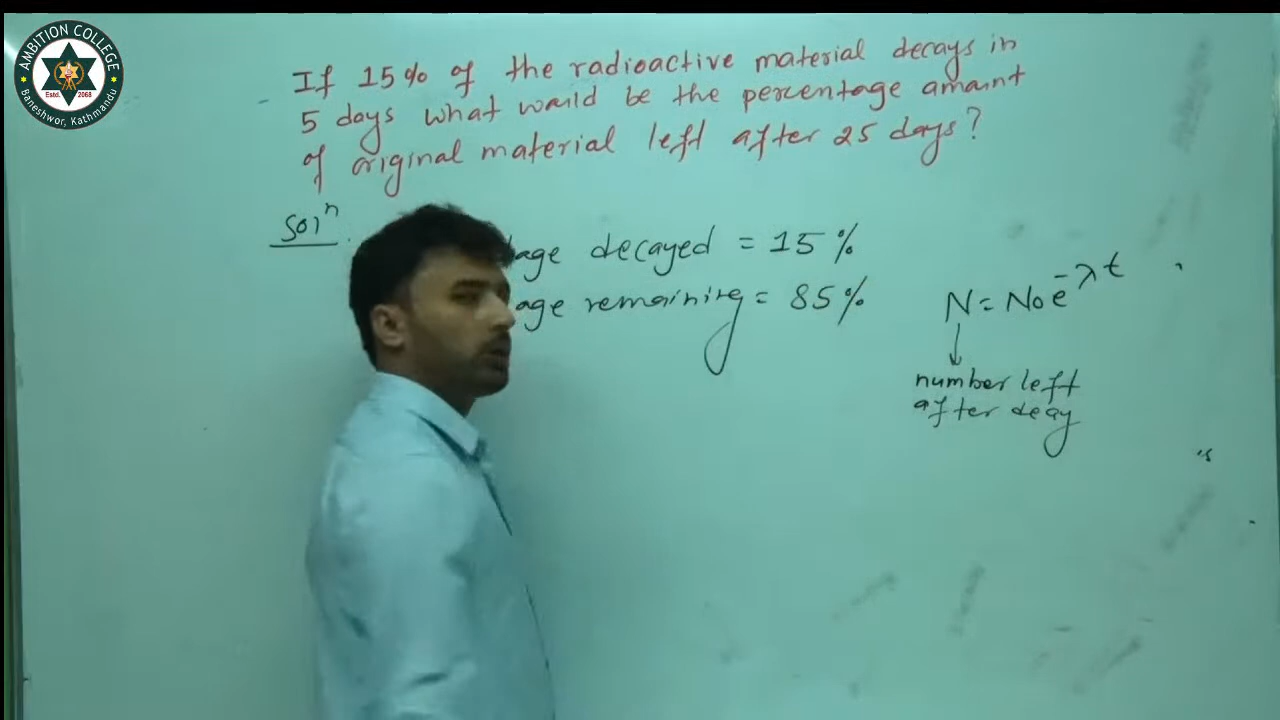 AMBITION COLLEGE
Estd. 2068
Baneshwor, Kathmandu
If 15% of the radioactive material decays in
5 days what would be the percentage amount
of original material left after 25 days?
Solⁿ
age decayed = 15%
age remaining = 85%
N = N₀e^-λt
number left
after deay